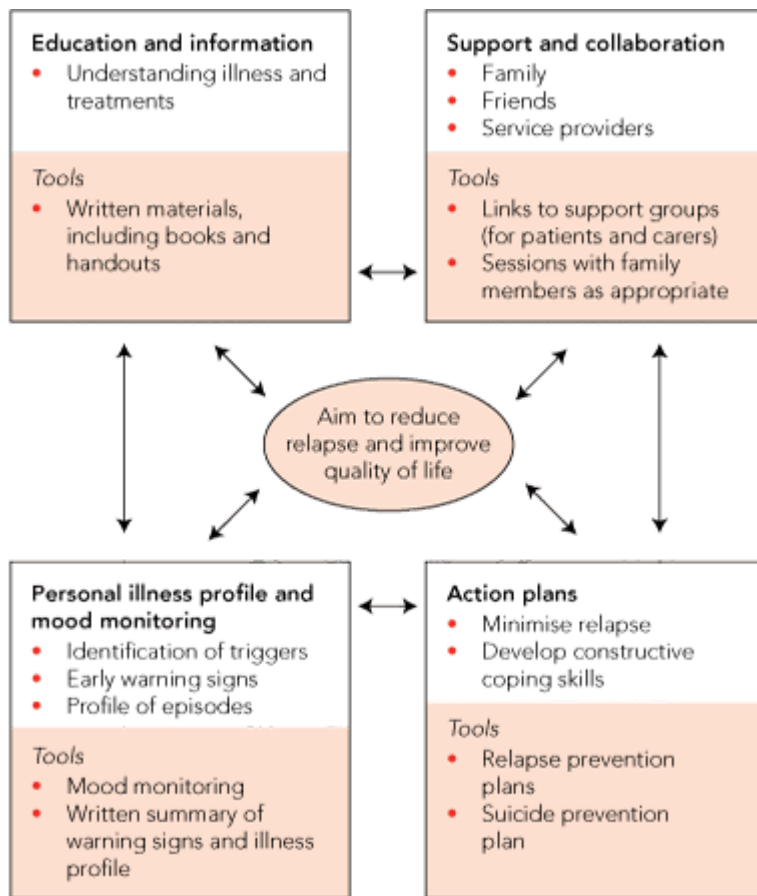 Education and information
• Understanding illness and
treatments
Tools
• Written materials,
including books and
handouts
Support and collaboration
• Family
• Friends
• Service providers
Tools
• Links to support groups
(for patients and carers)
• Sessions with family
members as appropriate
Aim to reduce
relapse and improve
quality of life
Personal illness profile and
mood monitoring
• Identification of triggers
• Early warning signs
• Profile of episodes
Tools
• Mood monitoring
• Written summary of
warning signs and illness
profile
Action plans
• Minimise relapse
• Develop constructive
coping skills
Tools
• Relapse prevention
plans
• Suicide prevention
plan